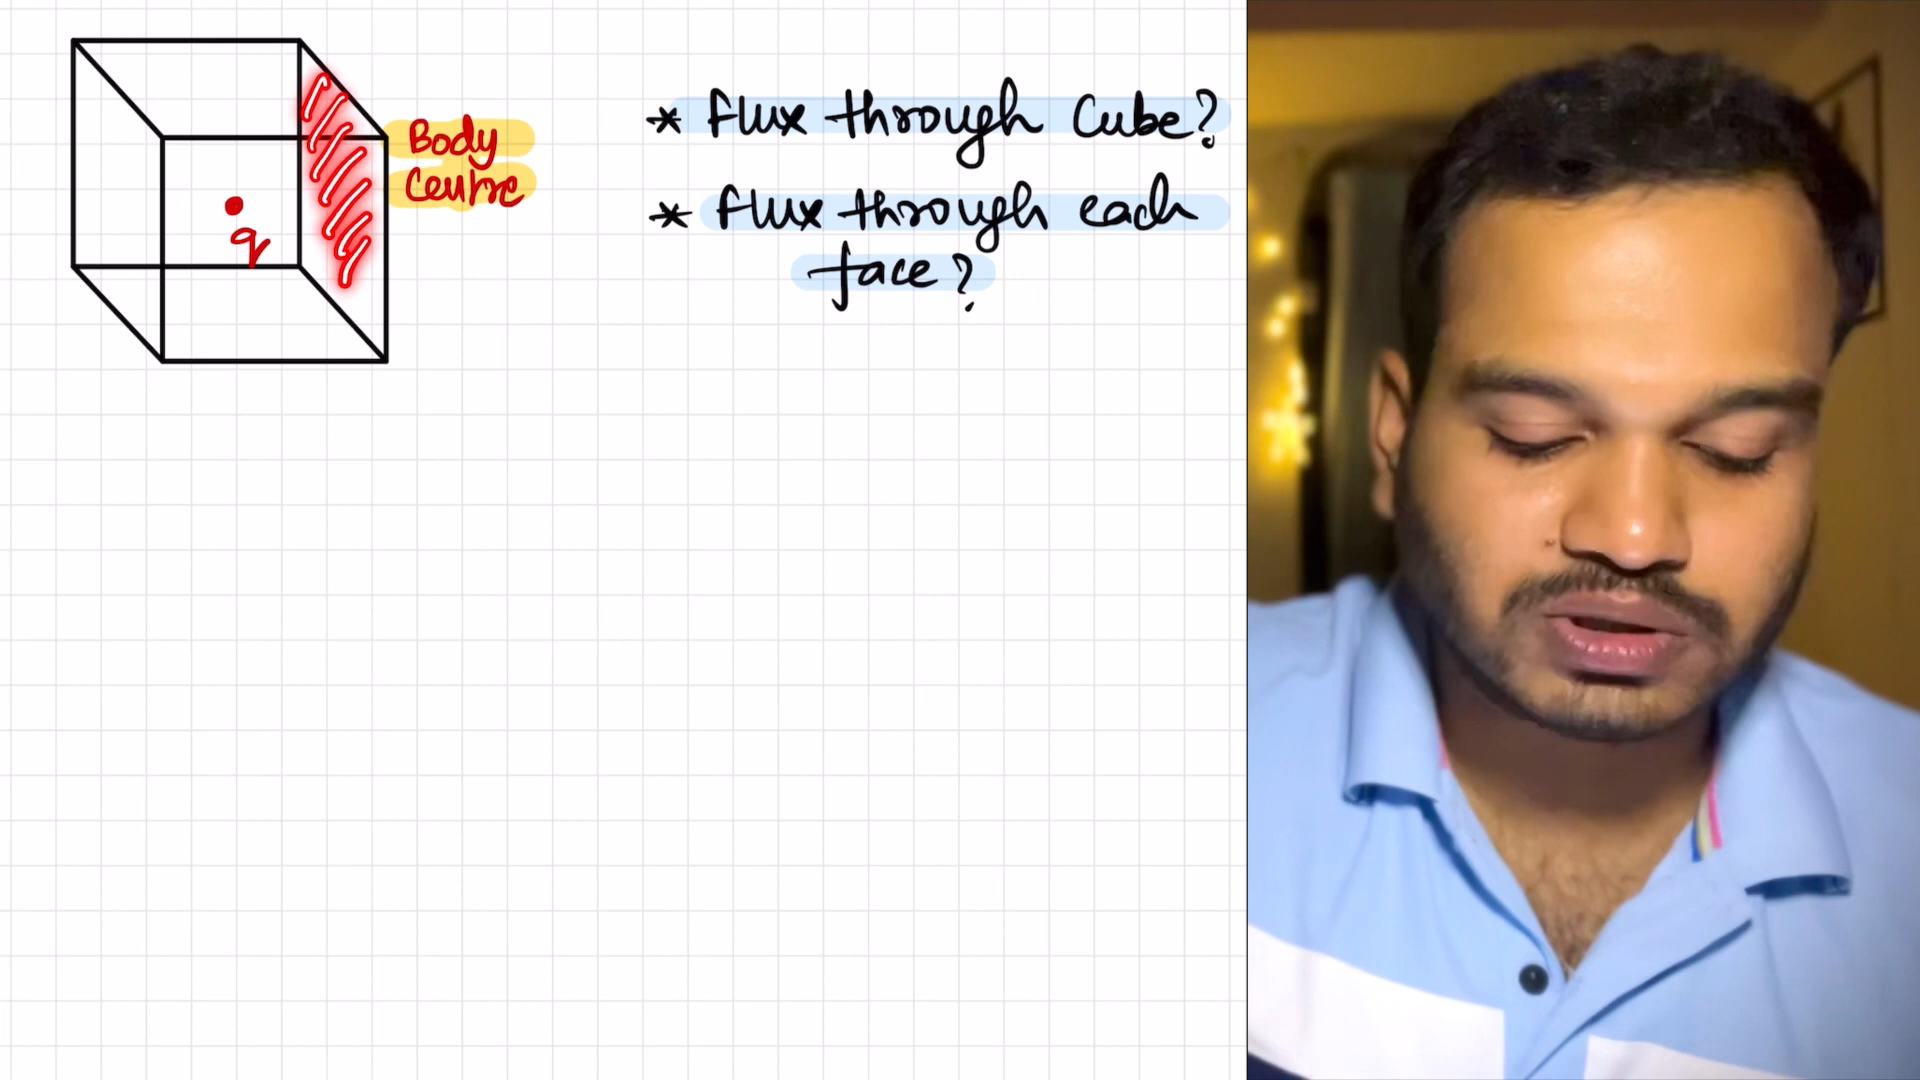 Body
Centre
q
* flux through Cube?
* flux through each
face?